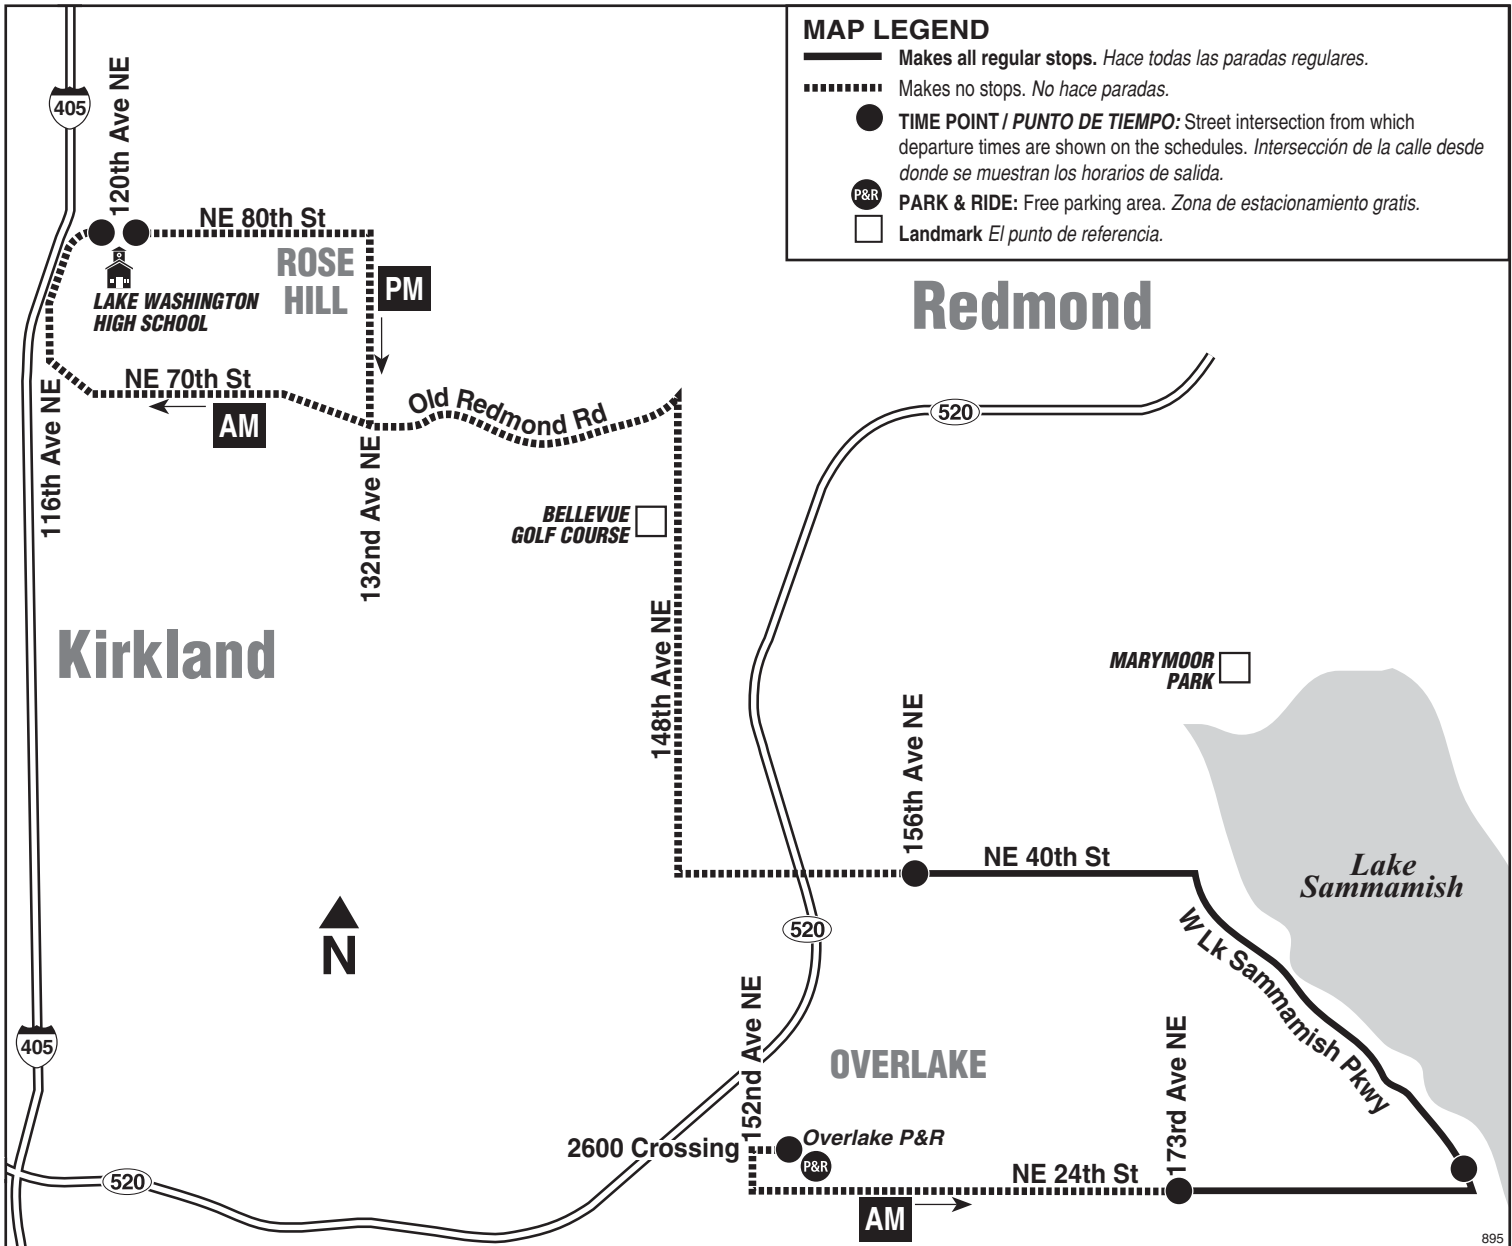 MAP LEGEND
Makes all regular stops. Hace todas las paradas regulares.
Makes no stops. No hace paradas.
TIME POINT / PUNTO DE TIEMPO: Street intersection from which
departure times are shown on the schedules. Intersección de la calle desde
donde se muestran los horarios de salida.
P&R
PARK & RIDE: Free parking area. Zona de estacionamiento gratis.
Landmark El punto de referencia.
405
120th Ave NE
NE 80th St
ROSE
HILL
PM
LAKE WASHINGTON
HIGH SCHOOL
Redmond
NE 70th St
AM
Old Redmond Rd
520
116th Ave NE
132nd Ave NE
BELLEVUE
GOLF COURSE
Kirkland
148th Ave NE
MARYMOOR
PARK
156th Ave NE
NE 40th St
Lake
Sammamish
N
520
W Lk Sammamish Pkwy
405
152nd Ave NE
OVERLAKE
173rd Ave NE
2600 Crossing
Overlake P&R
P&R
NE 24th St
520
AM
895